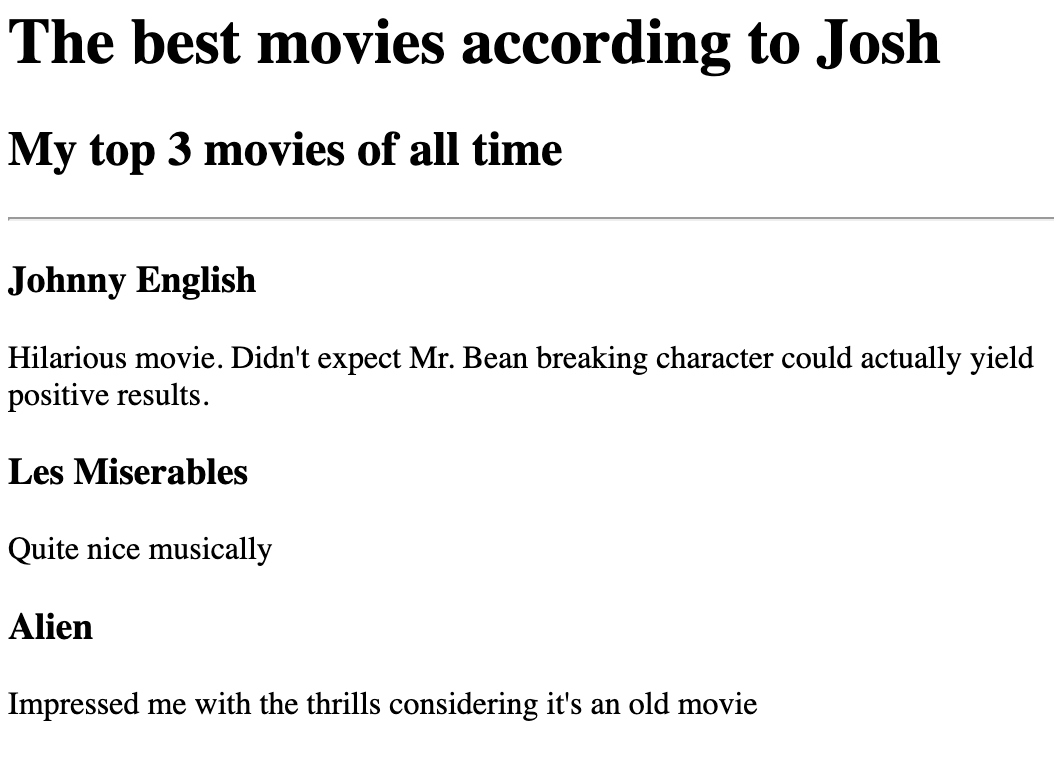 The best movies according to Josh
My top 3 movies of all time
Johnny English
Hilarious movie. Didn't expect Mr. Bean breaking character could actually yield
positive results.
Les Miserables
Quite nice musically
Alien
Impressed me with the thrills considering it's an old movie